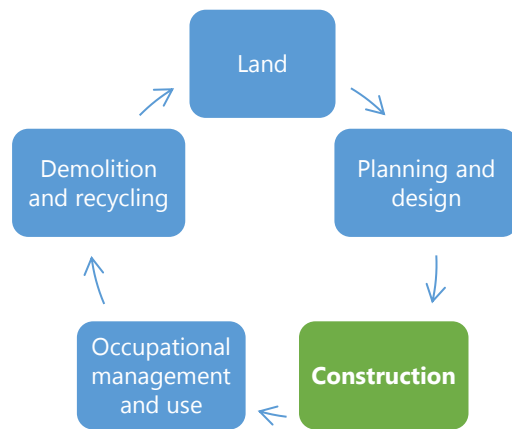 Land
Planning and
design
Construction
Occupational
management
and use
Demolition
and recycling